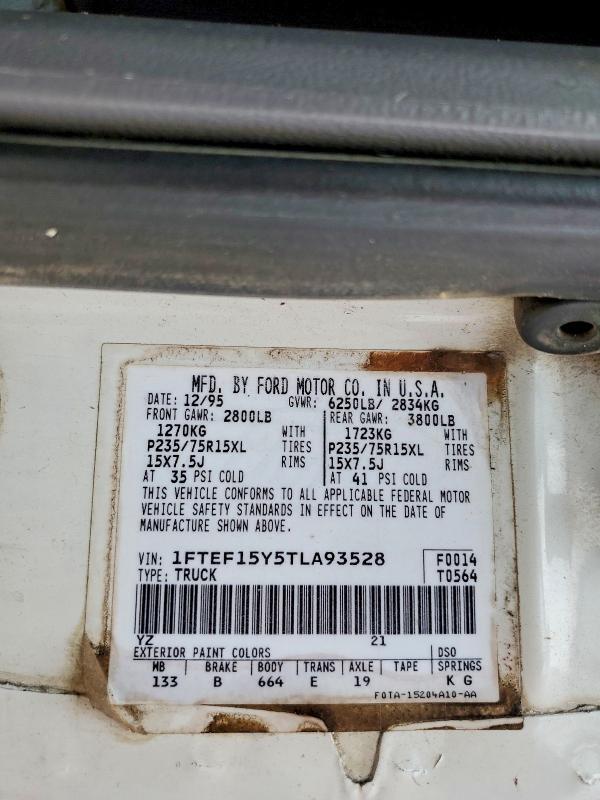 MFD. BY FORD MOTOR CO. IN U.S.A.
DATE: 12/95 GVWR: 6250LB/ 2834KG
FRONT GAWR: 2800LB REAR GAWR: 3800LB
1270KG WITH 1723KG WITH
P235/75R15XL TIRES P235/75R15XL TIRES
15X7.5J RIMS 15X7.5J RIMS
AT 35 PSI COLD AT 41 PSI COLD
THIS VEHICLE CONFORMS TO ALL APPLICABLE FEDERAL MOTOR
VEHICLE SAFETY STANDARDS IN EFFECT ON THE DATE OF
MANUFACTURE SHOWN ABOVE.
VIN: 1FTEF15Y5TLA93528 F0014
TYPE: TRUCK T0564
YZ 21
EXTERIOR PAINT COLORS DSO
WB BRAKE BODY TRANS AXLE TAPE SPRINGS
133 B 664 E 19 K G
F0TA-15204A10-AA